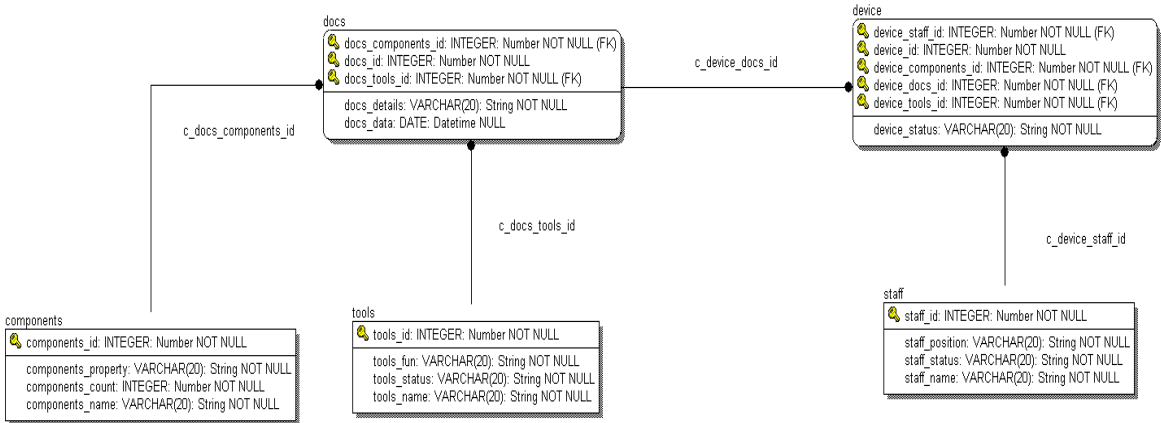 docs
docs_components_id: INTEGER: Number NOT NULL (FK)
docs_id: INTEGER: Number NOT NULL
docs_tools_id: INTEGER: Number NOT NULL (FK)
docs_details: VARCHAR(20): String NOT NULL
docs_data: DATE: Datetime NULL
device
device_staff_id: INTEGER: Number NOT NULL (FK)
device_id: INTEGER: Number NOT NULL
device_components_id: INTEGER: Number NOT NULL (FK)
device_docs_id: INTEGER: Number NOT NULL (FK)
device_tools_id: INTEGER: Number NOT NULL (FK)
device_status: VARCHAR(20): String NOT NULL
c_device_docs_id
c_docs_components_id
c_docs_tools_id
c_device_staff_id
components
components_id: INTEGER: Number NOT NULL
components_property: VARCHAR(20): String NOT NULL
components_count: INTEGER: Number NOT NULL
components_name: VARCHAR(20): String NOT NULL
tools
tools_id: INTEGER: Number NOT NULL
tools_fun: VARCHAR(20): String NOT NULL
tools_status: VARCHAR(20): String NOT NULL
tools_name: VARCHAR(20): String NOT NULL
staff
staff_id: INTEGER: Number NOT NULL
staff_position: VARCHAR(20): String NOT NULL
staff_status: VARCHAR(20): String NOT NULL
staff_name: VARCHAR(20): String NOT NULL